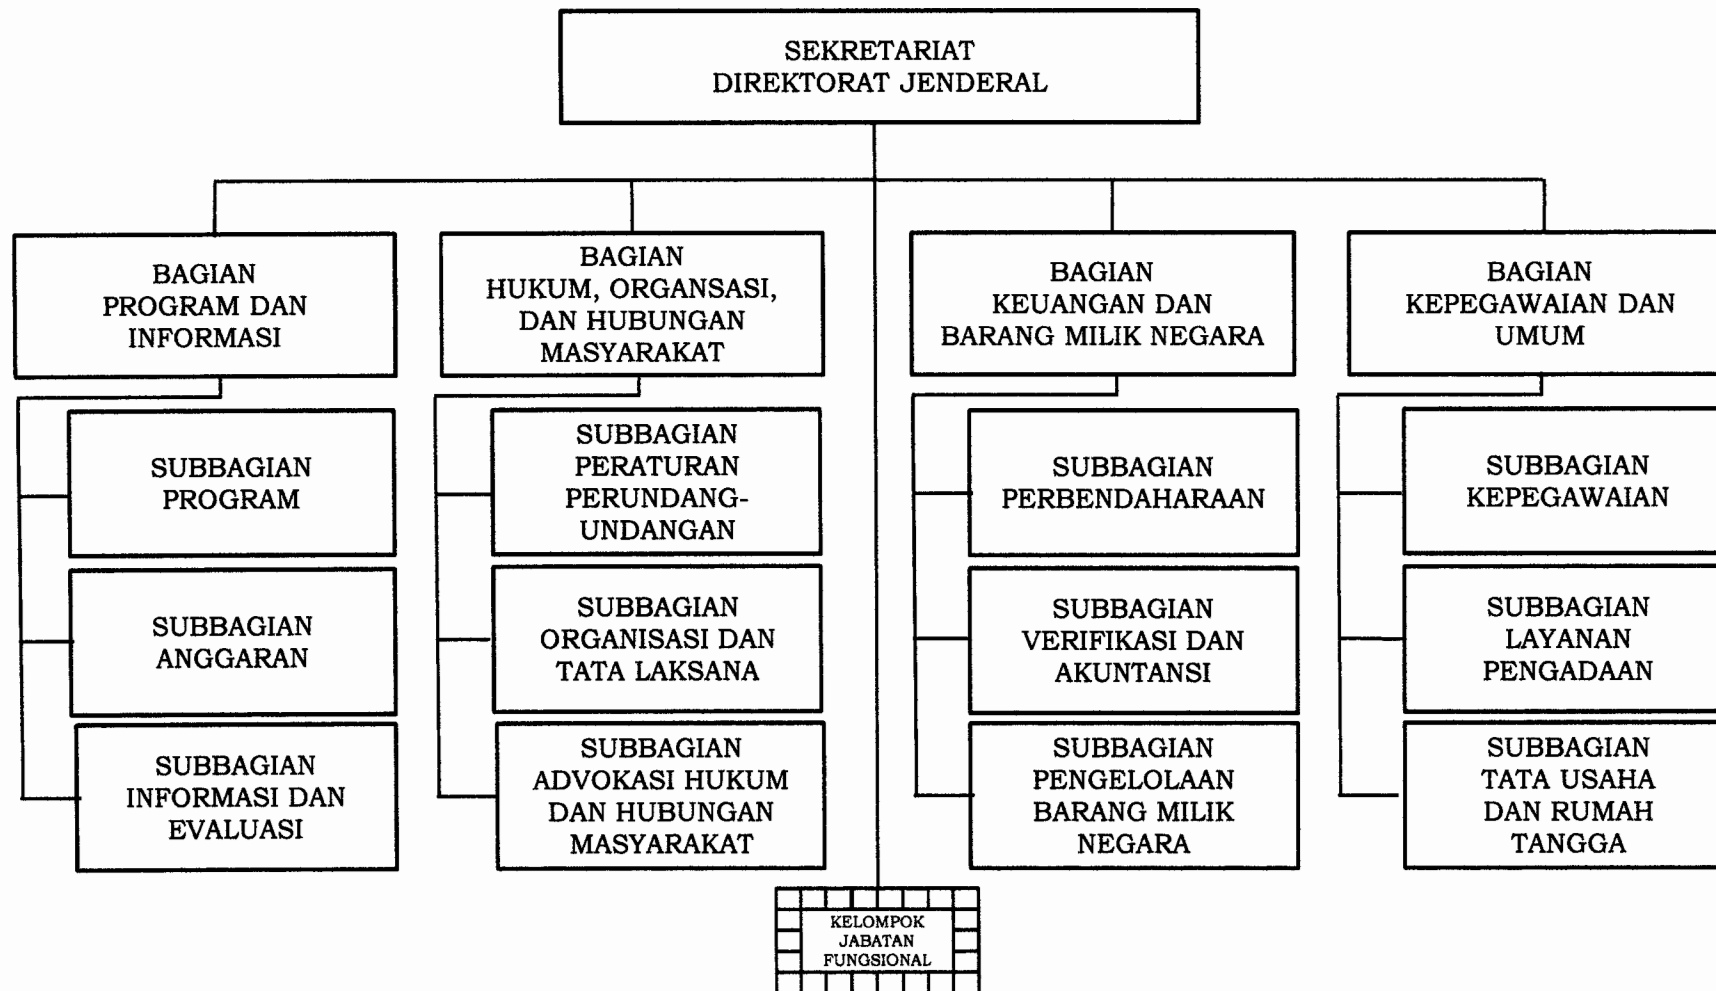 SEKRETARIAT
DIREKTORAT JENDERAL
BAGIAN
PROGRAM DAN
INFORMASI
BAGIAN
HUKUM, ORGANSASI,
DAN HUBUNGAN
MASYARAKAT
BAGIAN
KEUANGAN DAN
BARANG MILIK NEGARA
BAGIAN
KEPEGAWAIAN DAN
UMUM
SUBBAGIAN
PROGRAM
SUBBAGIAN
PERATURAN
PERUNDANG-
UNDANGAN
SUBBAGIAN
PERBENDAHARAAN
SUBBAGIAN
KEPEGAWAIAN
SUBBAGIAN
ANGGARAN
SUBBAGIAN
ORGANISASI DAN
TATA LAKSANA
SUBBAGIAN
VERIFIKASI DAN
AKUNTANSI
SUBBAGIAN
LAYANAN
PENGADAAN
SUBBAGIAN
INFORMASI DAN
EVALUASI
SUBBAGIAN
ADVOKASI HUKUM
DAN HUBUNGAN
MASYARAKAT
SUBBAGIAN
PENGELOLAAN
BARANG MILIK
NEGARA
SUBBAGIAN
TATA USAHA
DAN RUMAH
TANGGA
KELOMPOK
JABATAN
FUNGSIONAL